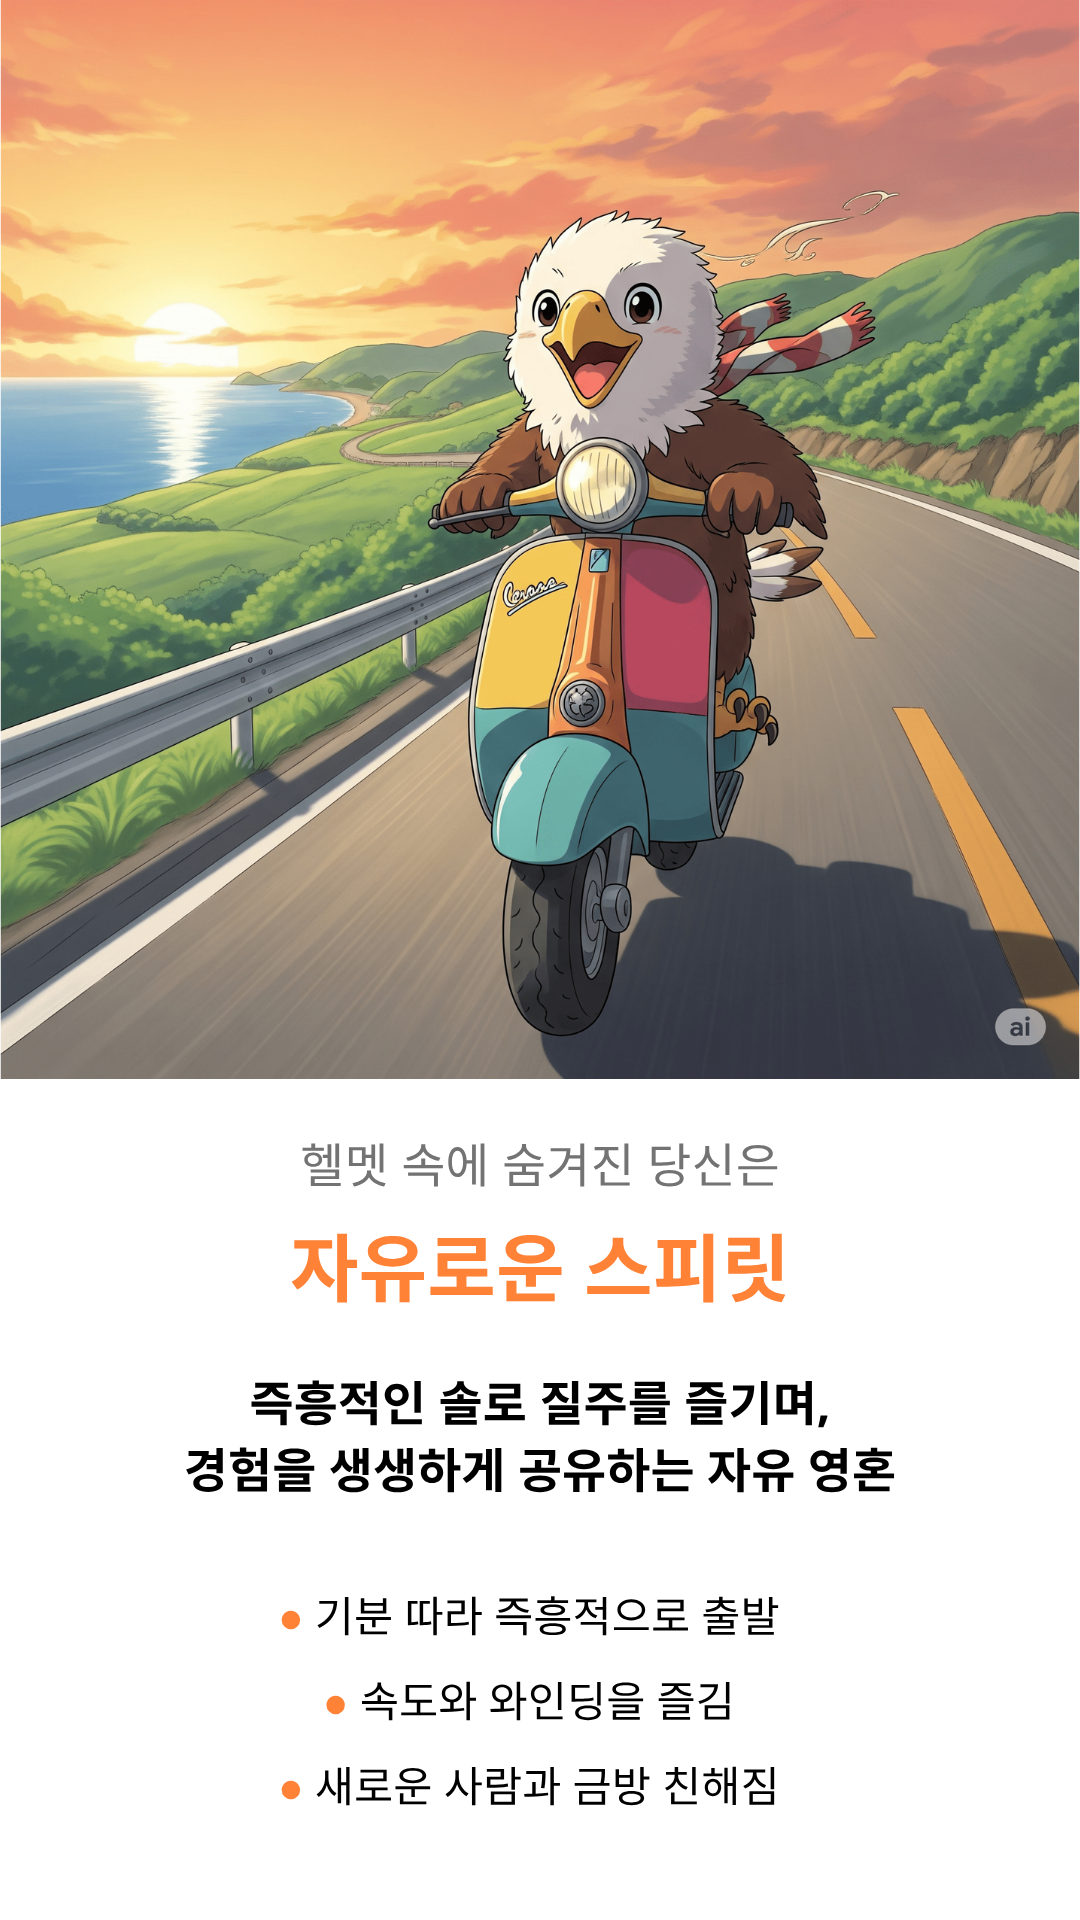 ai
헬멧 속에 숨겨진 당신은
자유로운 스피릿
즉흥적인 솔로 질주를 즐기며,
경험을 생생하게 공유하는 자유 영혼
● 기분 따라 즉흥적으로 출발
● 속도와 와인딩을 즐김
● 새로운 사람과 금방 친해짐